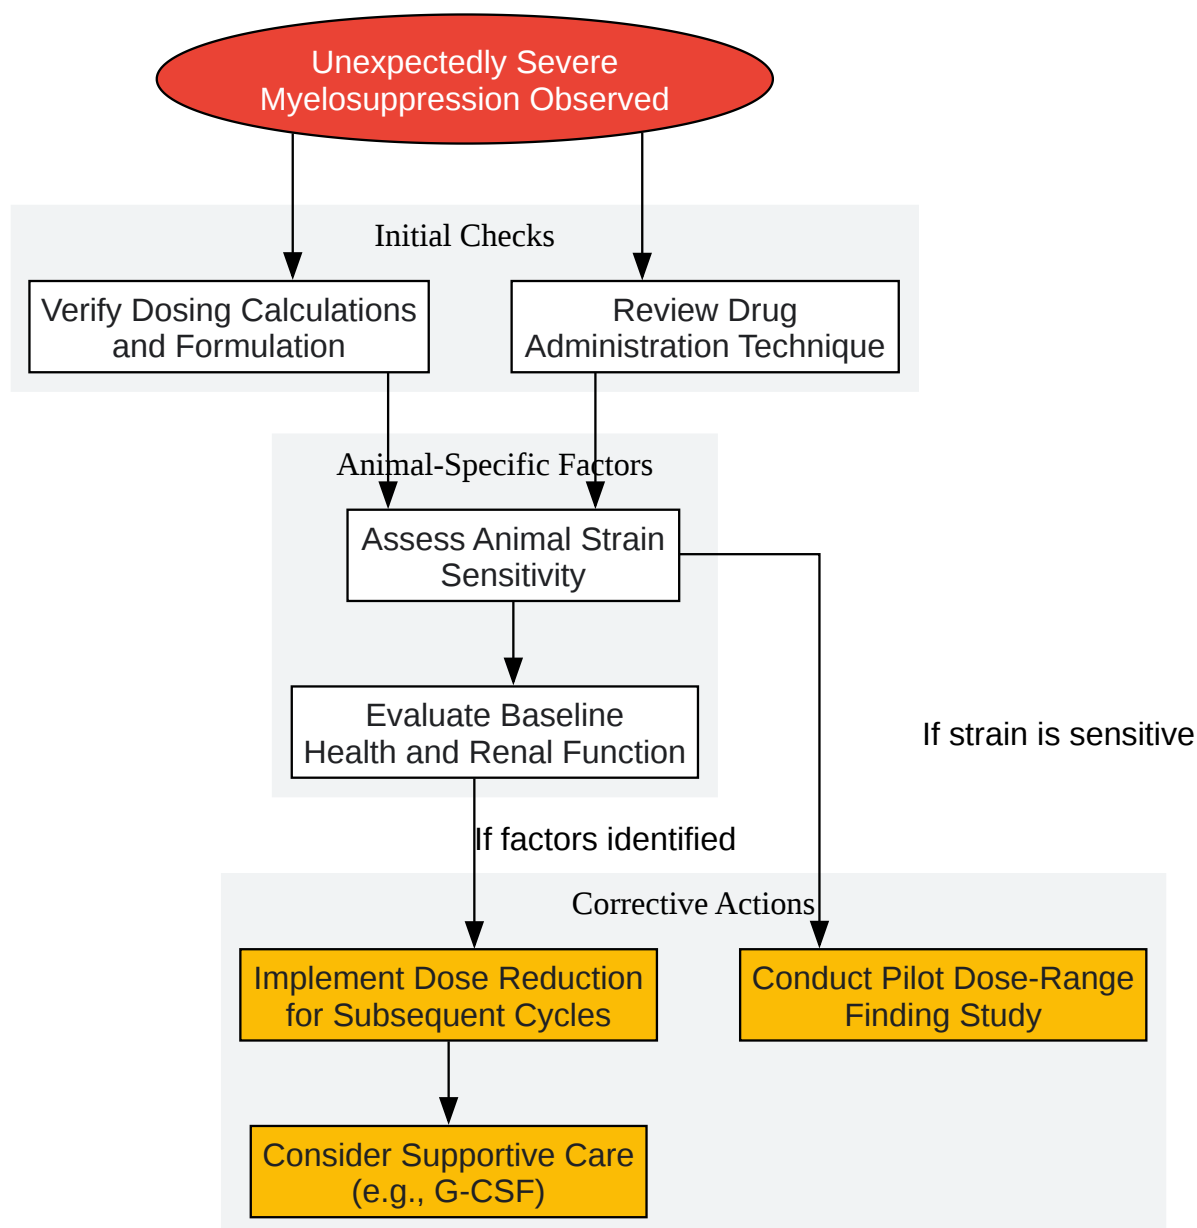 Unexpectedly Severe
Myelosuppression Observed
Initial Checks
Verify Dosing Calculations
and Formulation
Review Drug
Administration Technique
Animal-Specific Factors
Assess Animal Strain
Sensitivity
Evaluate Baseline
Health and Renal Function
If strain is sensitive
If factors identified
Corrective Actions
Implement Dose Reduction
for Subsequent Cycles
Conduct Pilot Dose-Range
Finding Study
Consider Supportive Care
(e.g., G-CSF)